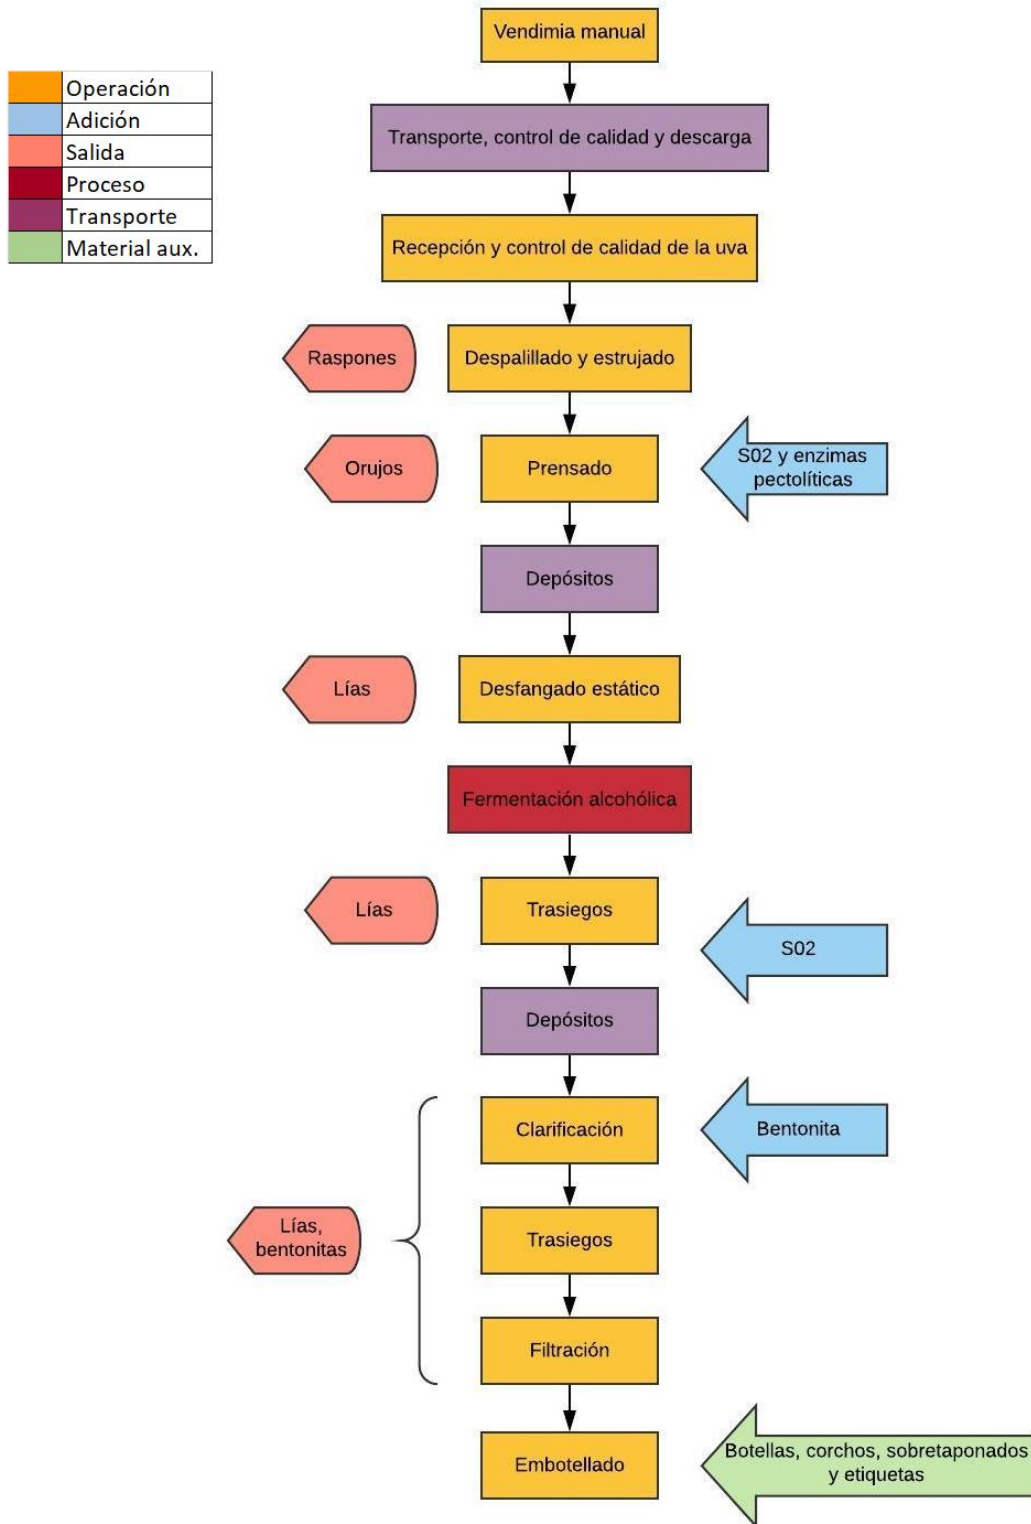 Vendimia manual
Operación
Adición
Salida
Proceso
Transporte
Material aux.
Transporte, control de calidad y descarga
Recepción y control de calidad de la uva
Raspones
Despalillado y estrujado
Orujos
Prensado
S02 y enzimas
pectolíticas
Depósitos
Lías
Desfangado estático
Fermentación alcohólica
Lías
Trasiegos
S02
Depósitos
Clarificación
Bentonita
Lías,
bentonitas
Trasiegos
Filtración
Embotellado
Botellas, corchos, sobretaponados
y etiquetas